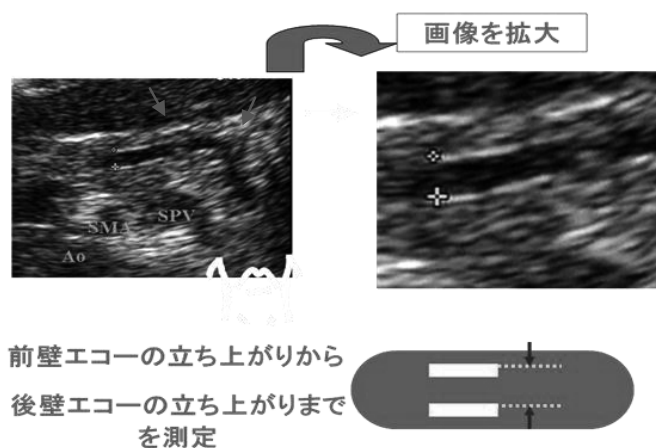 画像を拡大
SMA
SPV
Ao
前壁エコーの立ち上がりから
後壁エコーの立ち上がりまで
を測定